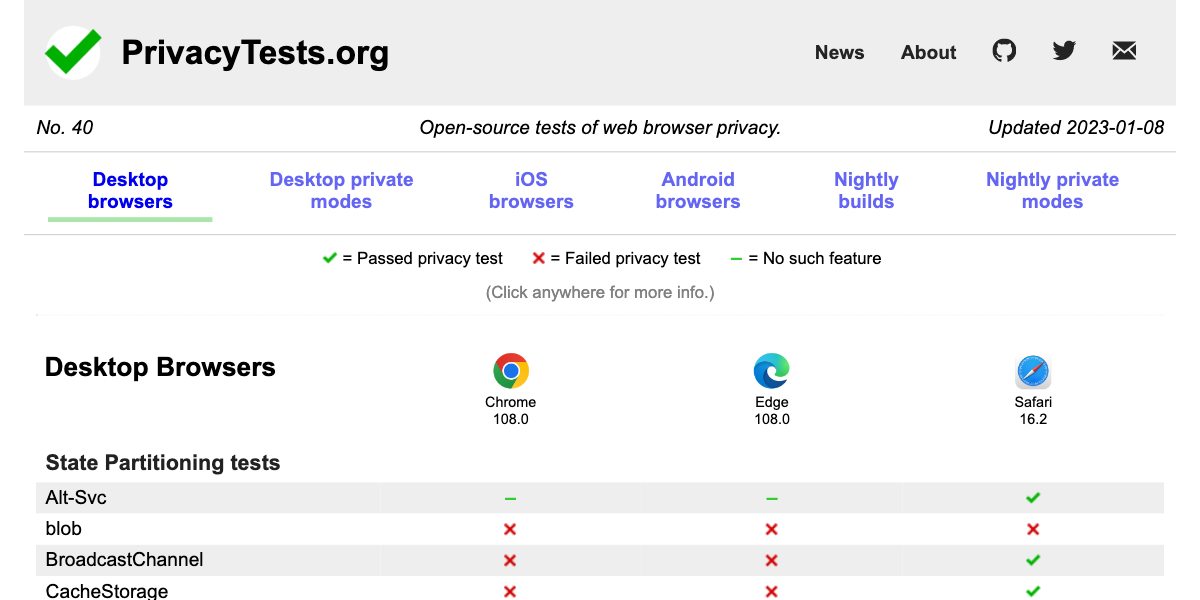 PrivacyTests.org
News About
No. 40 Open-source tests of web browser privacy. Updated 2023-01-08
Desktop browsers Desktop private modes iOS browsers Android browsers Nightly builds Nightly private modes
= Passed privacy test = Failed privacy test = No such feature
(Click anywhere for more info.)
Desktop Browsers
Chrome 108.0 Edge 108.0 Safari 16.2
State Partitioning tests
Alt-Svc
blob
BroadcastChannel
CacheStorage